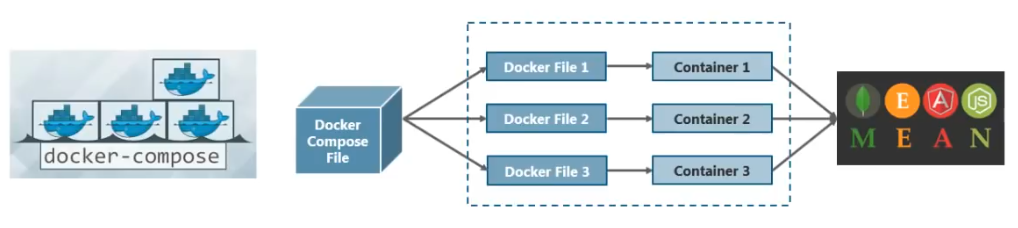 docker-compose
Docker
Compose
File
Docker File 1
Container 1
Docker File 2
Container 2
Docker File 3
Container 3
E A JS
M E A N